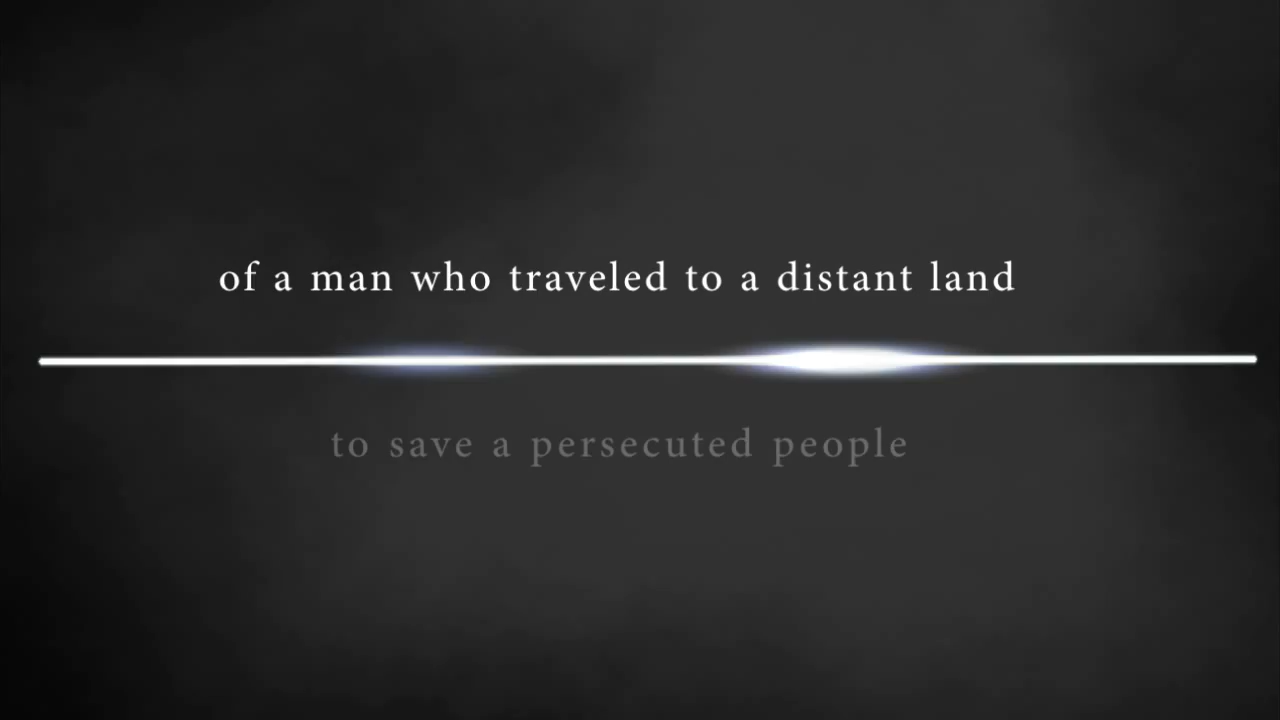 of a man who traveled to a distant land
to save a persecuted people